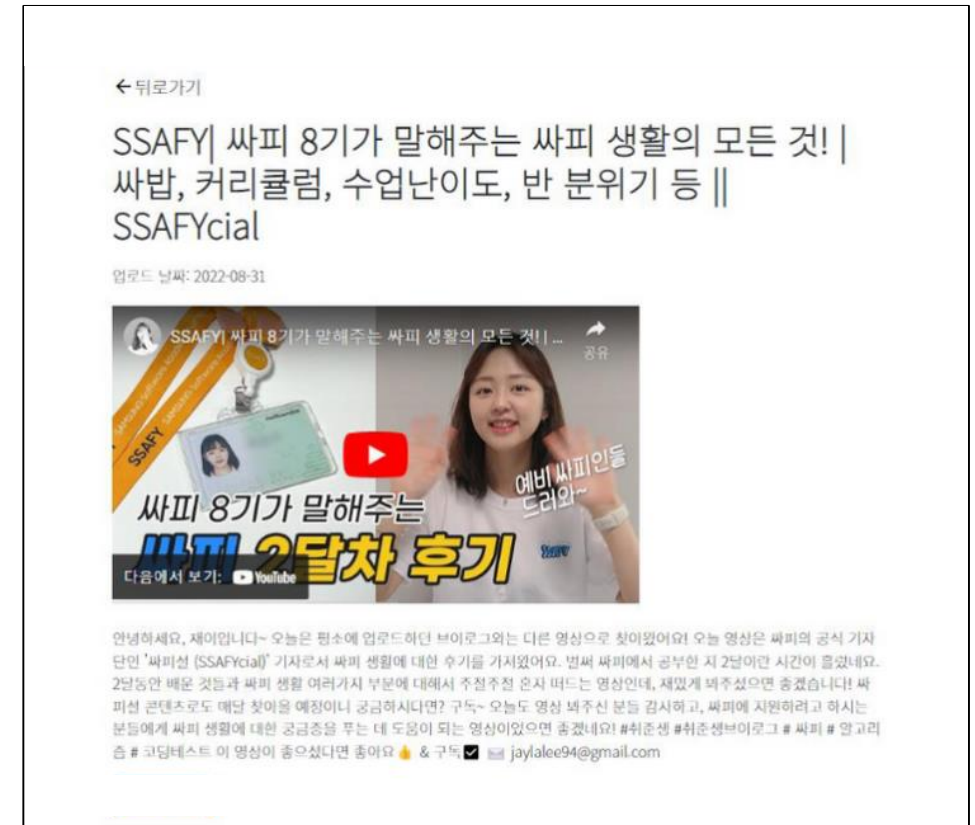 ←뒤로가기
SSAFY| 싸피 8기가 말해주는 싸피 생활의 모든 것! |
싸밥, 커리큘럼, 수업난이도, 반 분위기 등 ||
SSAFYcial
업로드 날짜: 2022-08-31
SSAFY| 싸피 8기가 말해주는 싸피 생활의 모든 것! | ...
공유
SSAFY
예비 싸피인들
드러와~
싸피 8기가 말해주는
싸피 2달차 후기
다음에서 보기: YouTube
안녕하세요, 재이입니다~ 오늘은 평소에 업로드하던 브이로그와는 다른 영상으로 찾아왔어요! 오늘 영상은 싸피의 공식 기자
단인 '싸피셜 (SSAFYcial)' 기자로서 싸피 생활에 대한 후기를 가져왔어요. 벌써 싸피에서 공부한 지 2달이란 시간이 흘렀네요.
2달동안 배운 것들과 싸피 생활 여러가지 부분에 대해서 주절주절 혼자 떠드는 영상인데, 재밌게 봐주셨으면 좋겠습니다! 싸
피셜 콘텐츠로도 매달 찾아올 예정이니 궁금하시다면? 구독~ 오늘도 영상 봐주신 분들 감사하고, 싸피에 지원하려고 하시는
분들에게 싸피 생활에 대한 궁금증을 푸는 데 도움이 되는 영상이었으면 좋겠네요! #취준생 #취준생브이로그 # 싸피 # 알고리
즘 # 코딩테스트 이 영상이 좋으셨다면 좋아요👍 & 구독✅ ✉ jaylalee94@gmail.com